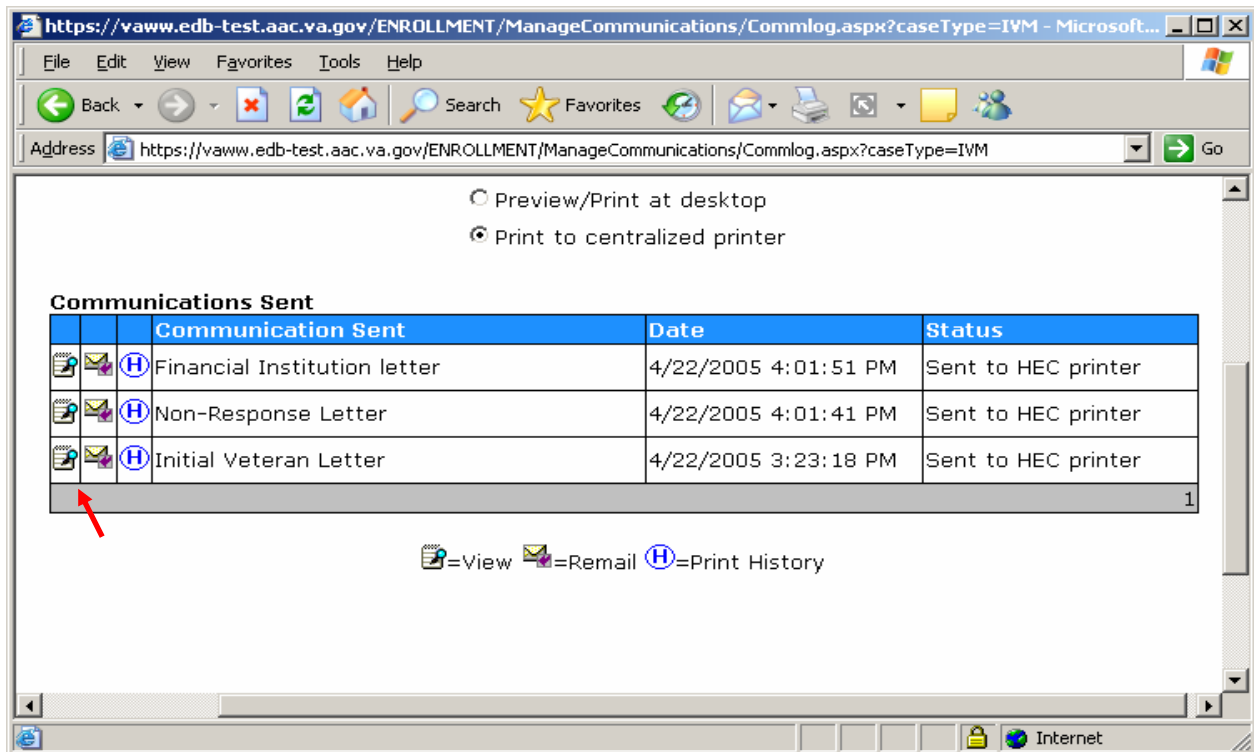 https://vaww.edb-test.aac.va.gov/ENROLLMENT/ManageCommunications/Commlog.aspx?caseType=IVM - Microsoft...
File Edit View Favorites Tools Help
Back Search Favorites
Address https://vaww.edb-test.aac.va.gov/ENROLLMENT/ManageCommunications/Commlog.aspx?caseType=IVM Go
Preview/Print at desktop
Print to centralized printer
Communications Sent
Communication Sent Date Status
H Financial Institution letter 4/22/2005 4:01:51 PM Sent to HEC printer
H Non-Response Letter 4/22/2005 4:01:41 PM Sent to HEC printer
H Initial Veteran Letter 4/22/2005 3:23:18 PM Sent to HEC printer
1
=View =Remail H=Print History
Internet